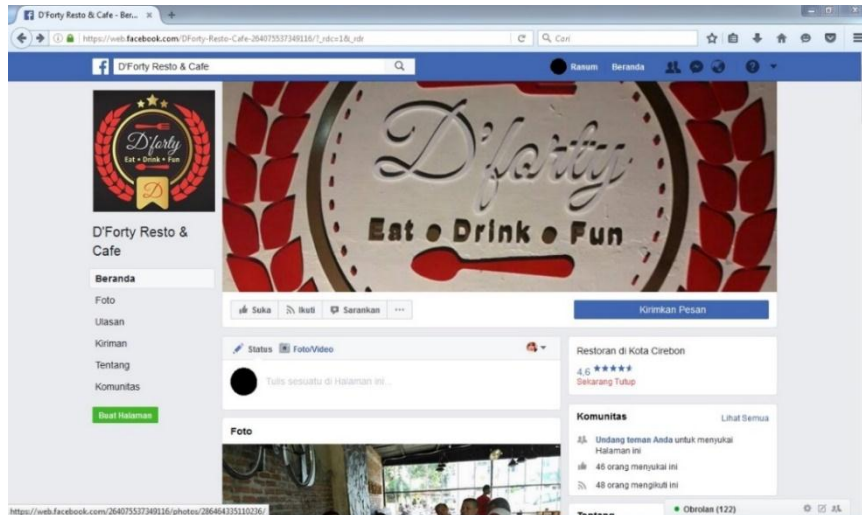 D'Forty Resto & Cafe - Ber...
https://web.facebook.com/DForty-Resto-Cafe-264075537349116/?_rdc=1&_rdr
Cari
D'Forty Resto & Cafe
Ranum Beranda
D'forty
Eat • Drink • Fun
D
D'forty
Eat • Drink • Fun
D'Forty Resto &
Cafe
Beranda
Foto
Ulasan
Kiriman
Tentang
Komunitas
Buat Halaman
Suka Ikuti Sarankan ...
Kirimkan Pesan
Status Foto/Video
Tulis sesuatu di Halaman ini...
Foto
Restoran di Kota Cirebon
4,6 ★★★★★
Sekarang Tutup
Komunitas Lihat Semua
Undang teman Anda untuk menyukai
Halaman ini
46 orang menyukai ini
48 orang mengikuti ini
Tentang
Obrolan (122)
https://web.facebook.com/264075537349116/photos/286464335110236/